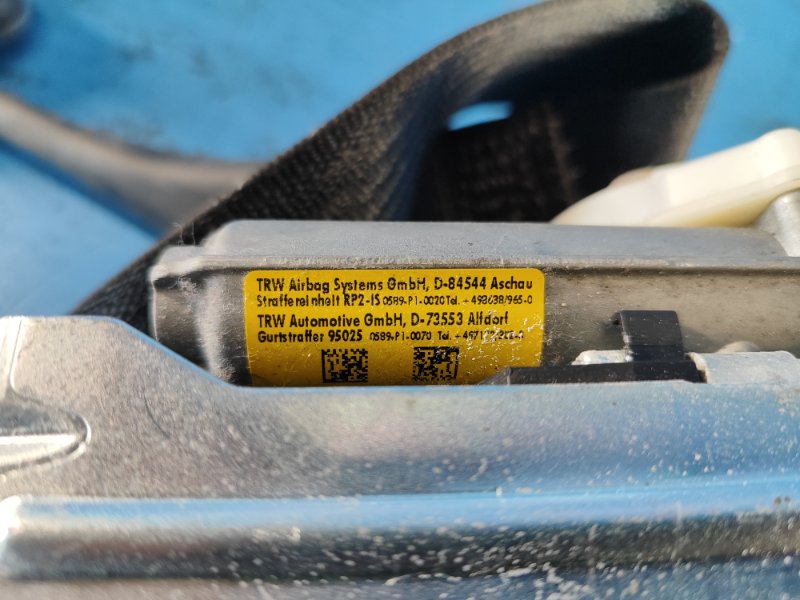 TRW Airbag Systems GmbH, D-84544 Aschau
Straffereinheit RP2-IS 0589-P1-0020 Tel. +498638/965-0
TRW Automotive GmbH, D-73553 Alfdorf
Gurtstraffer 95025 0589-P1-0070 Tel.